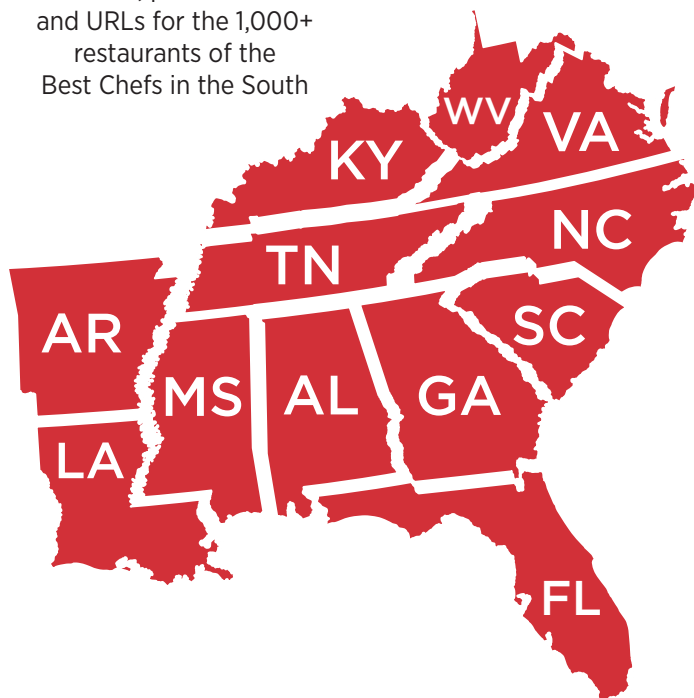 and URLs for the 1,000+
restaurants of the
Best Chefs in the South
WV
VA
KY
NC
TN
SC
AR
MS
AL
GA
LA
FL